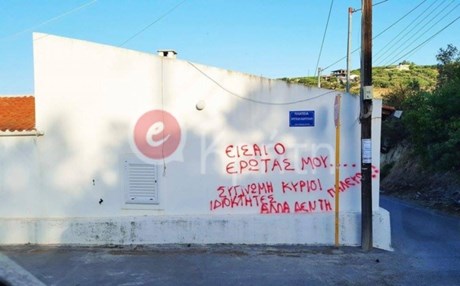 ΕΙΣΑΙ Ο
ΕΡΩΤΑΣ ΜΟΥ.....
ΣΥΓΝΩΜΗ ΚΥΡΙΟΙ
ΙΔΙΟΚΤΗΤΕΣ
ΑΛΛΑ ΔΕΝ ΤΗ